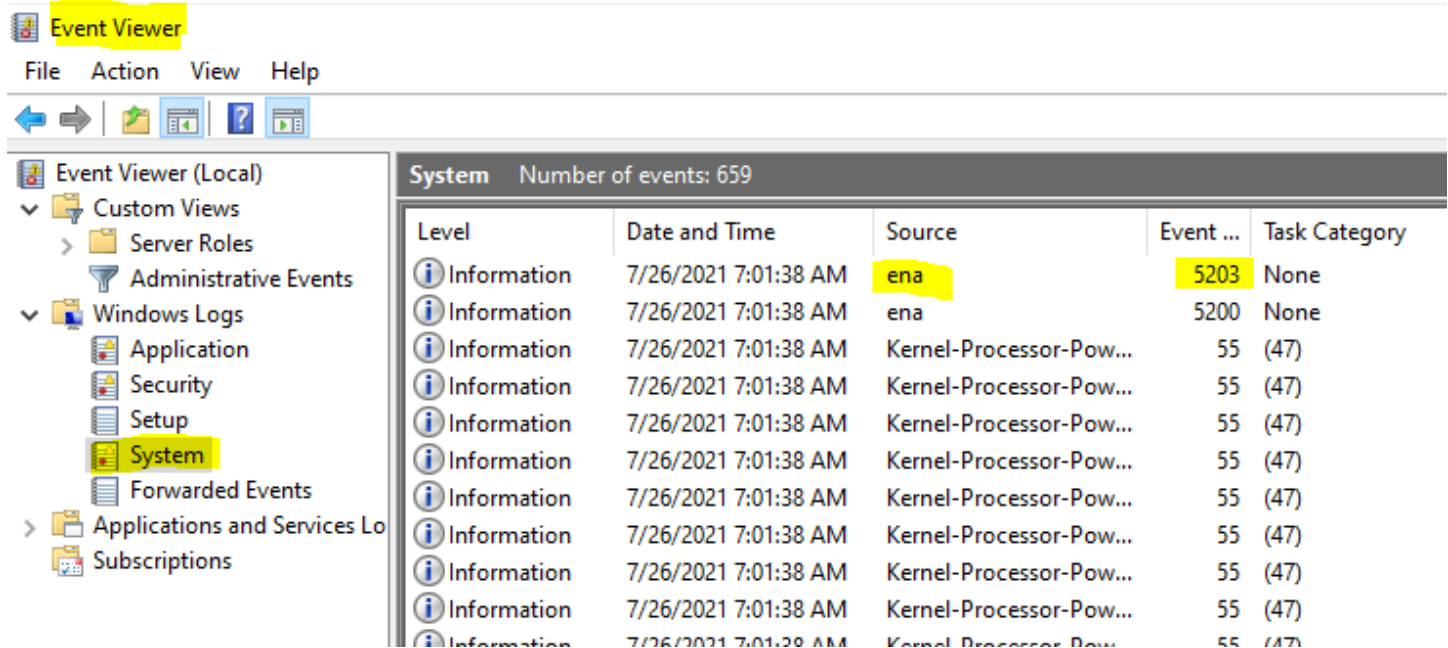 Event Viewer
File Action View Help
Event Viewer (Local)
Custom Views
Server Roles
Administrative Events
Windows Logs
Application
Security
Setup
System
Forwarded Events
Applications and Services Lo
Subscriptions
System Number of events: 659
Level Date and Time Source Event ... Task Category
Information 7/26/2021 7:01:38 AM ena 5203 None
Information 7/26/2021 7:01:38 AM ena 5200 None
Information 7/26/2021 7:01:38 AM Kernel-Processor-Pow... 55 (47)
Information 7/26/2021 7:01:38 AM Kernel-Processor-Pow... 55 (47)
Information 7/26/2021 7:01:38 AM Kernel-Processor-Pow... 55 (47)
Information 7/26/2021 7:01:38 AM Kernel-Processor-Pow... 55 (47)
Information 7/26/2021 7:01:38 AM Kernel-Processor-Pow... 55 (47)
Information 7/26/2021 7:01:38 AM Kernel-Processor-Pow... 55 (47)
Information 7/26/2021 7:01:38 AM Kernel-Processor-Pow... 55 (47)
Information 7/26/2021 7:01:38 AM Kernel-Processor-Pow... 55 (47)
Information 7/26/2021 7:01:38 AM Kernel-Processor-Pow... 55 (47)